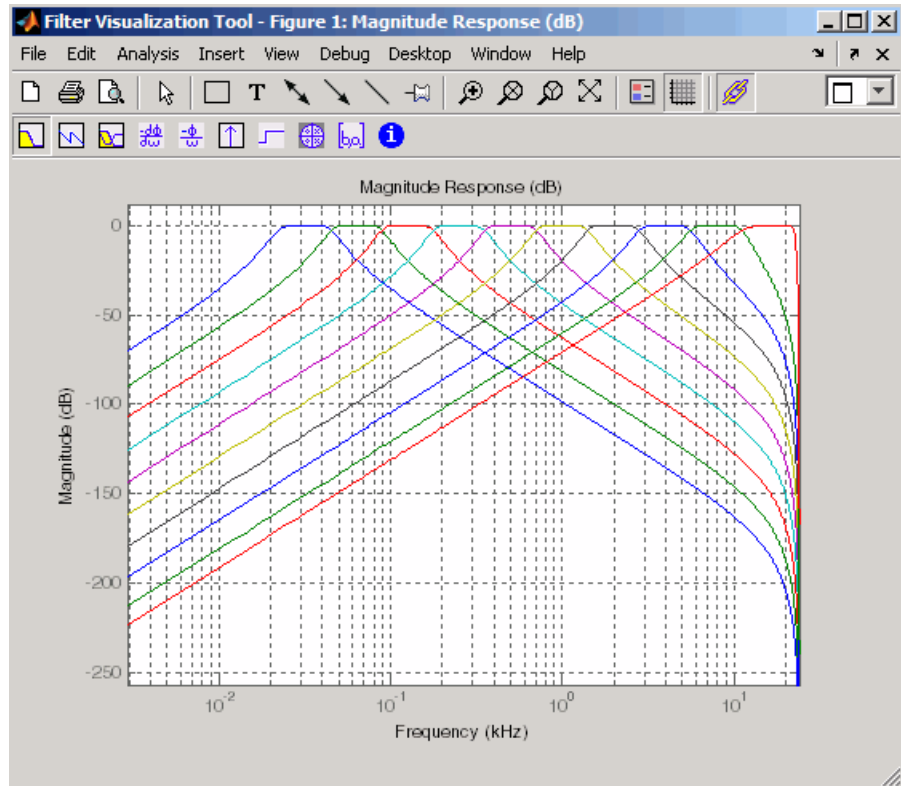 Filter Visualization Tool - Figure 1: Magnitude Response (dB)
File Edit Analysis Insert View Debug Desktop Window Help
T
-dΦ
dω
-Φ
ω
[b,a]
i
Magnitude Response (dB)
0
-50
-100
-150
-200
-250
Magnitude (dB)
10^-2 10^-1 10^0 10^1
Frequency (kHz)